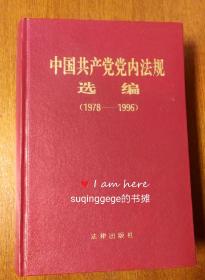 中国共产党党内法规
选编
(1978——1996)
I am here
suqinggege的书摊
法律出版社